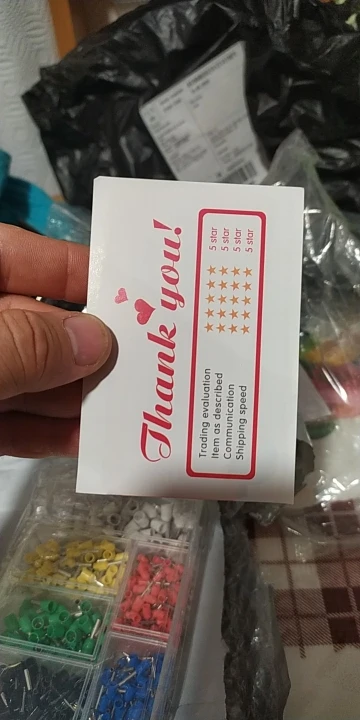 Thank you!
Trading evaluation ★★★★★ 5 star
Item as described ★★★★★ 5 star
Communication ★★★★★ 5 star
Shipping speed ★★★★★ 5 star